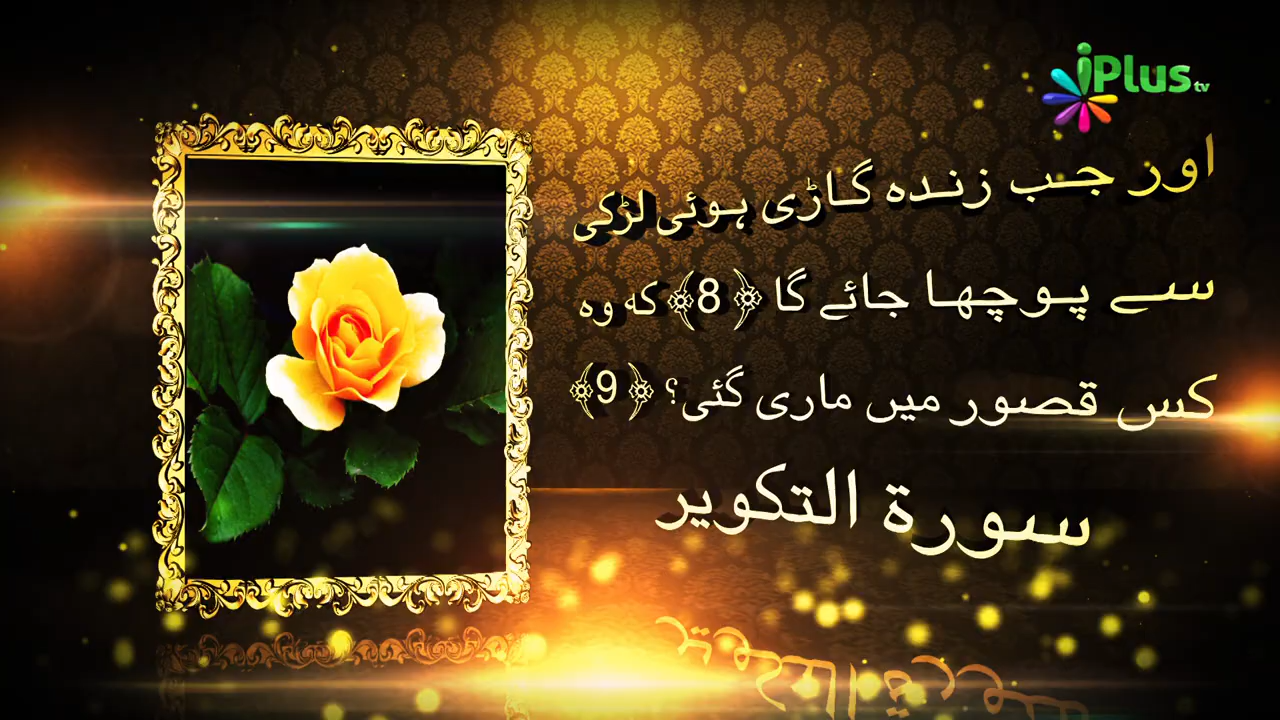 iPlus tv
اور جب زندہ گاڑی ہوئی لڑکی
سے پوچھا جائے گا ﴿8﴾ کہ وہ
کس قصور میں ماری گئی؟ ﴿9﴾
سورة التكویر